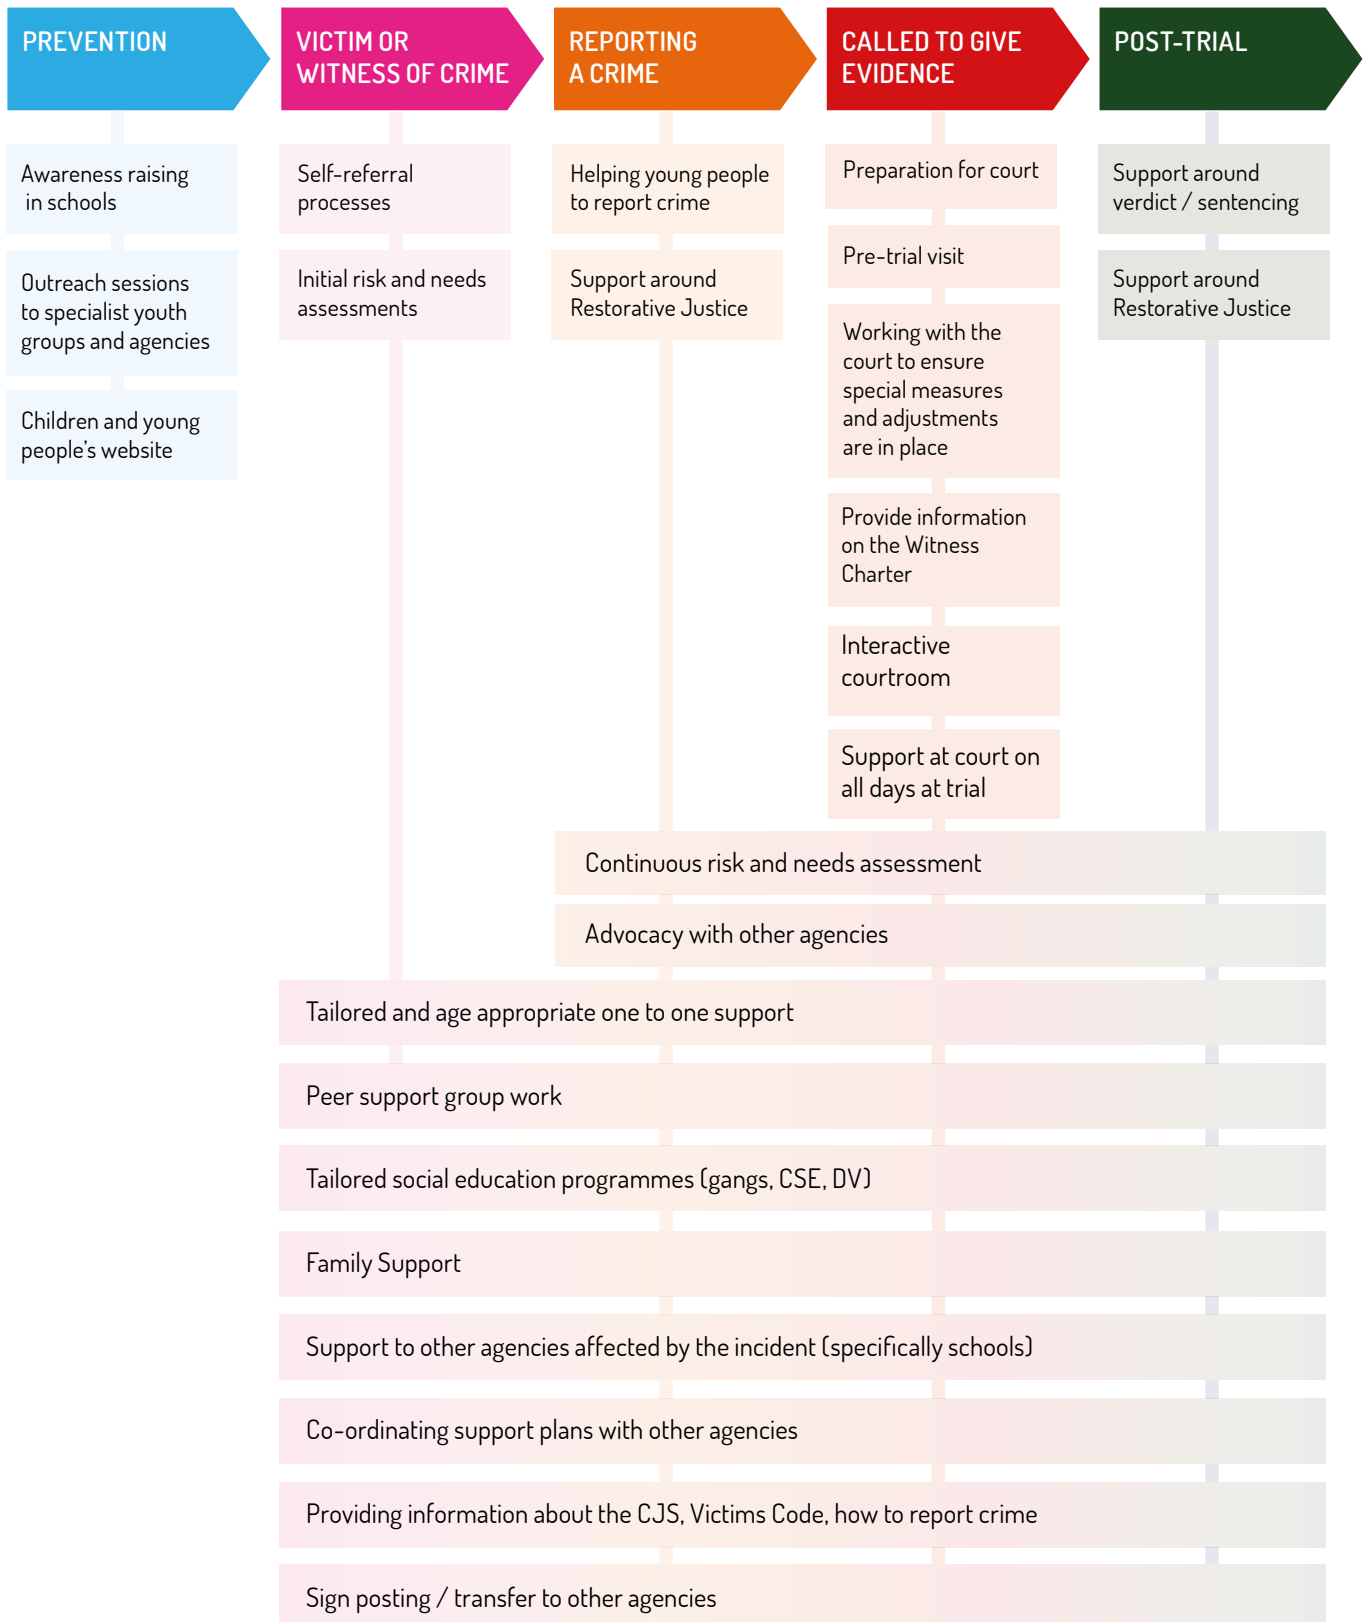 PREVENTION
VICTIM OR
WITNESS OF CRIME
REPORTING
A CRIME
CALLED TO GIVE
EVIDENCE
POST-TRIAL
Awareness raising
in schools
Outreach sessions
to specialist youth
groups and agencies
Children and young
people's website
Self-referral
processes
Initial risk and needs
assessments
Helping young people
to report crime
Support around
Restorative Justice
Preparation for court
Pre-trial visit
Working with the
court to ensure
special measures
and adjustments
are in place
Provide information
on the Witness
Charter
Interactive
courtroom
Support at court on
all days at trial
Support around
verdict / sentencing
Support around
Restorative Justice
Continuous risk and needs assessment
Advocacy with other agencies
Tailored and age appropriate one to one support
Peer support group work
Tailored social education programmes (gangs, CSE, DV)
Family Support
Support to other agencies affected by the incident (specifically schools)
Co-ordinating support plans with other agencies
Providing information about the CJS, Victims Code, how to report crime
Sign posting / transfer to other agencies